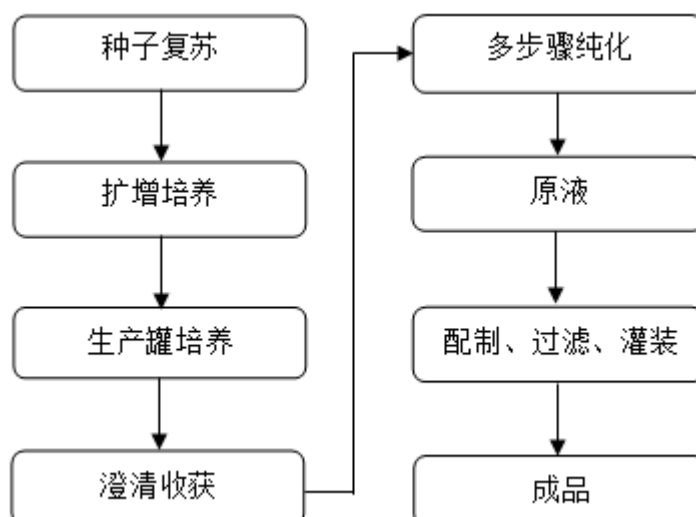 种子复苏
扩增培养
生产罐培养
澄清收获
多步骤纯化
原液
配制、过滤、灌装
成品